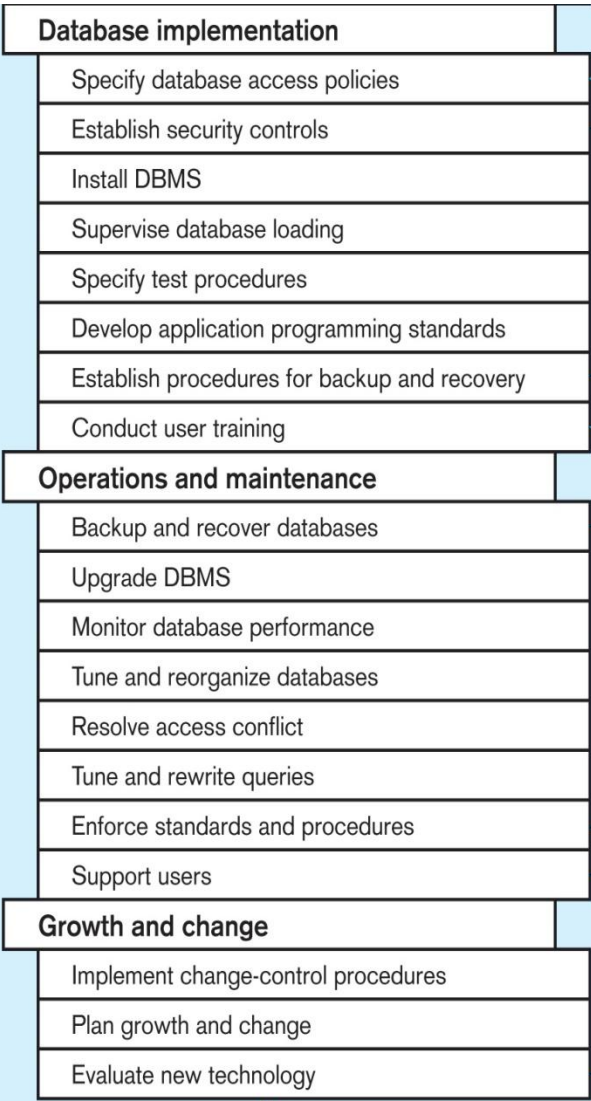 Database implementation
Specify database access policies
Establish security controls
Install DBMS
Supervise database loading
Specify test procedures
Develop application programming standards
Establish procedures for backup and recovery
Conduct user training
Operations and maintenance
Backup and recover databases
Upgrade DBMS
Monitor database performance
Tune and reorganize databases
Resolve access conflict
Tune and rewrite queries
Enforce standards and procedures
Support users
Growth and change
Implement change-control procedures
Plan growth and change
Evaluate new technology